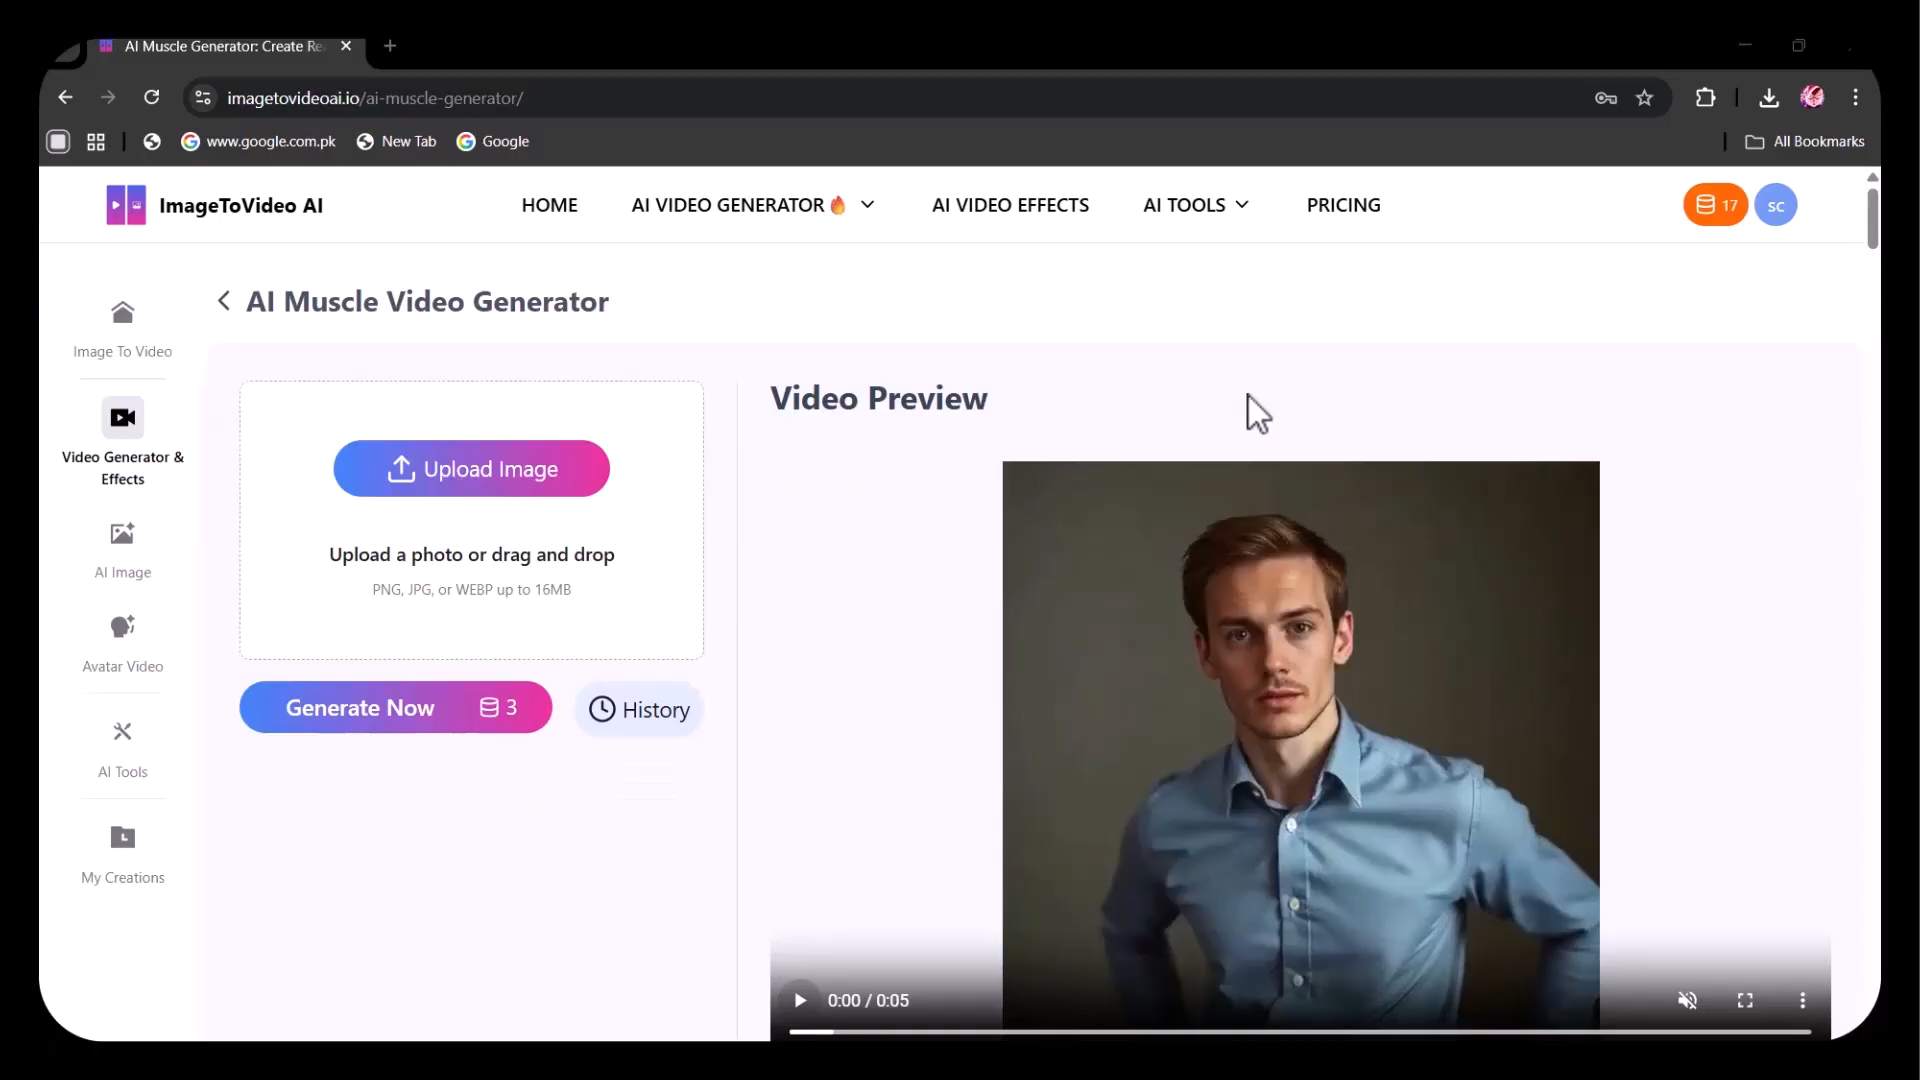 AI Muscle Generator: Create Re
imagetovideoai.io/ai-muscle-generator/
www.google.com.pk
New Tab
Google
All Bookmarks
ImageToVideo AI
HOME
AI VIDEO GENERATOR🔥
AI VIDEO EFFECTS
AI TOOLS
PRICING
17
SC
Image To Video
Video Generator &
Effects
AI Image
Avatar Video
AI Tools
My Creations
AI Muscle Video Generator
Upload Image
Upload a photo or drag and drop
PNG, JPG, or WEBP up to 16MB
Generate Now 3
History
Video Preview
0:00 / 0:05